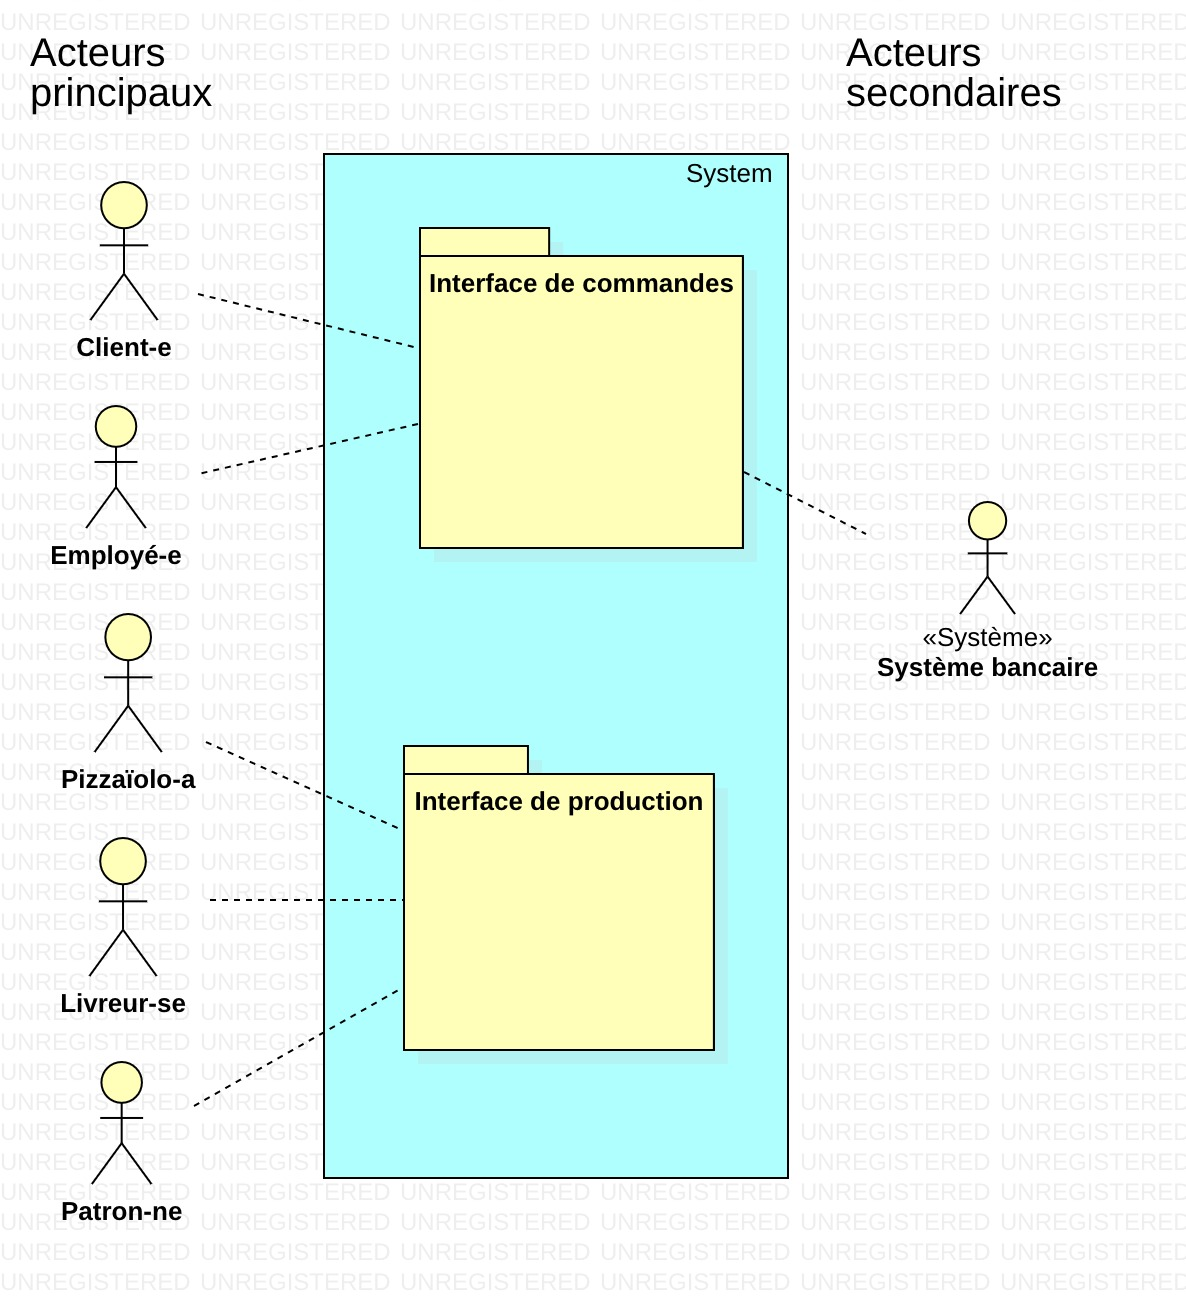 Acteurs
principaux
Acteurs
secondaires
System
Interface de commandes
Client-e
Employé-e
«Système»
Système bancaire
Pizzaïolo-a
Interface de production
Livreur-se
Patron-ne
UNREGISTERED